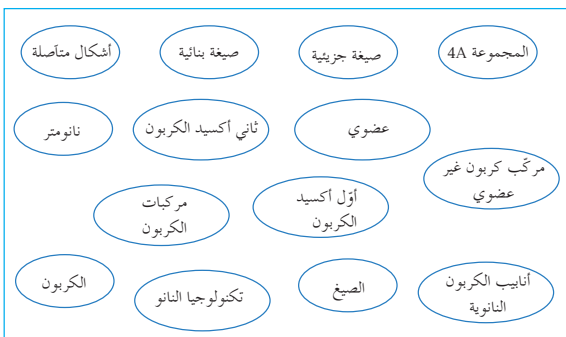 المجموعة 4A
صيغة جزيئية
صيغة بنائية
أشكال متآصلة
عضوي
ثاني أكسيد الكربون
نانومتر
مركّب كربون غير
عضوي
أوّل أكسيد
الكربون
مركبات
الكربون
أنابيب الكربون
النانوية
الصيغ
تكنولوجيا النانو
الكربون